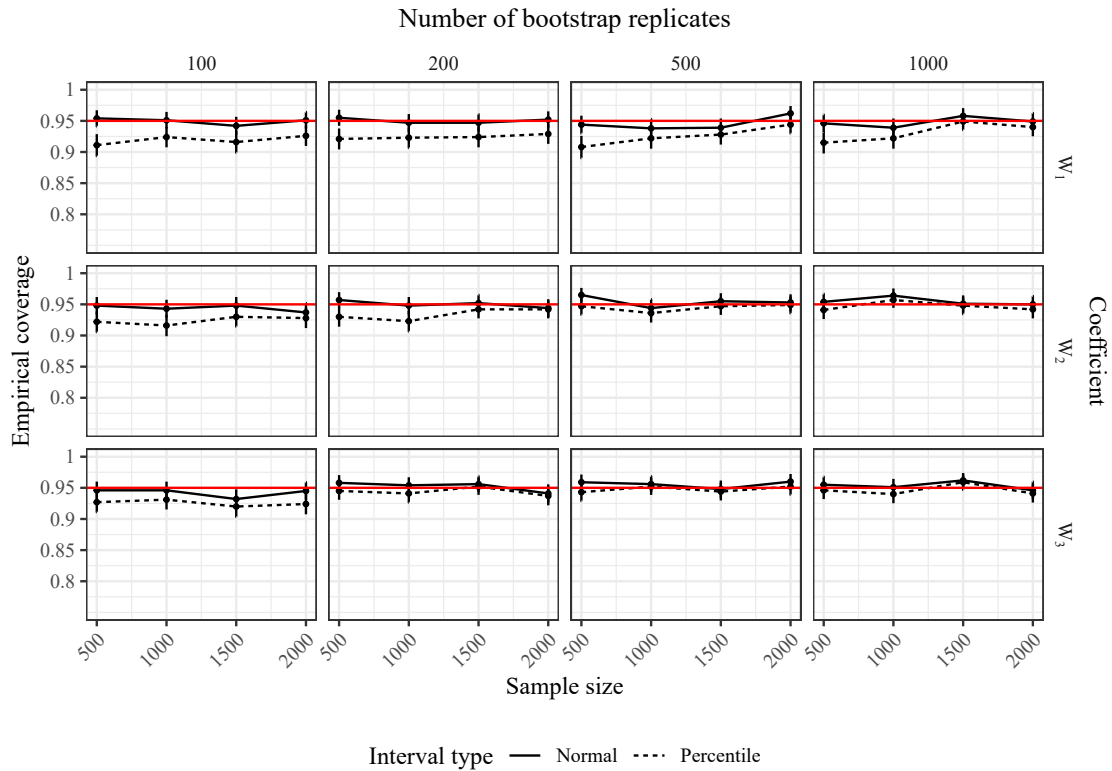 Number of bootstrap replicates
100 200 500 1000
1
0.95
0.9
0.85
0.8
W1
1
0.95
0.9
0.85
0.8
W2
1
0.95
0.9
0.85
0.8
W3
Empirical coverage
Coefficient
500 1000 1500 2000 500 1000 1500 2000 500 1000 1500 2000 500 1000 1500 2000
Sample size
Interval type Normal Percentile